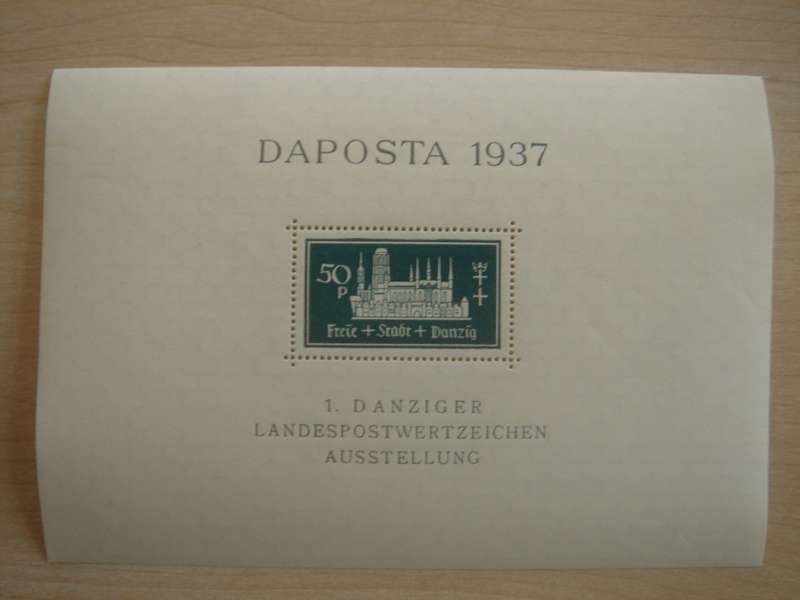 DAPOSTA 1937
50
P
Freie + Stadt + Danzig
1. DANZIGER
LANDESPOSTWERTZEICHEN
AUSSTELLUNG